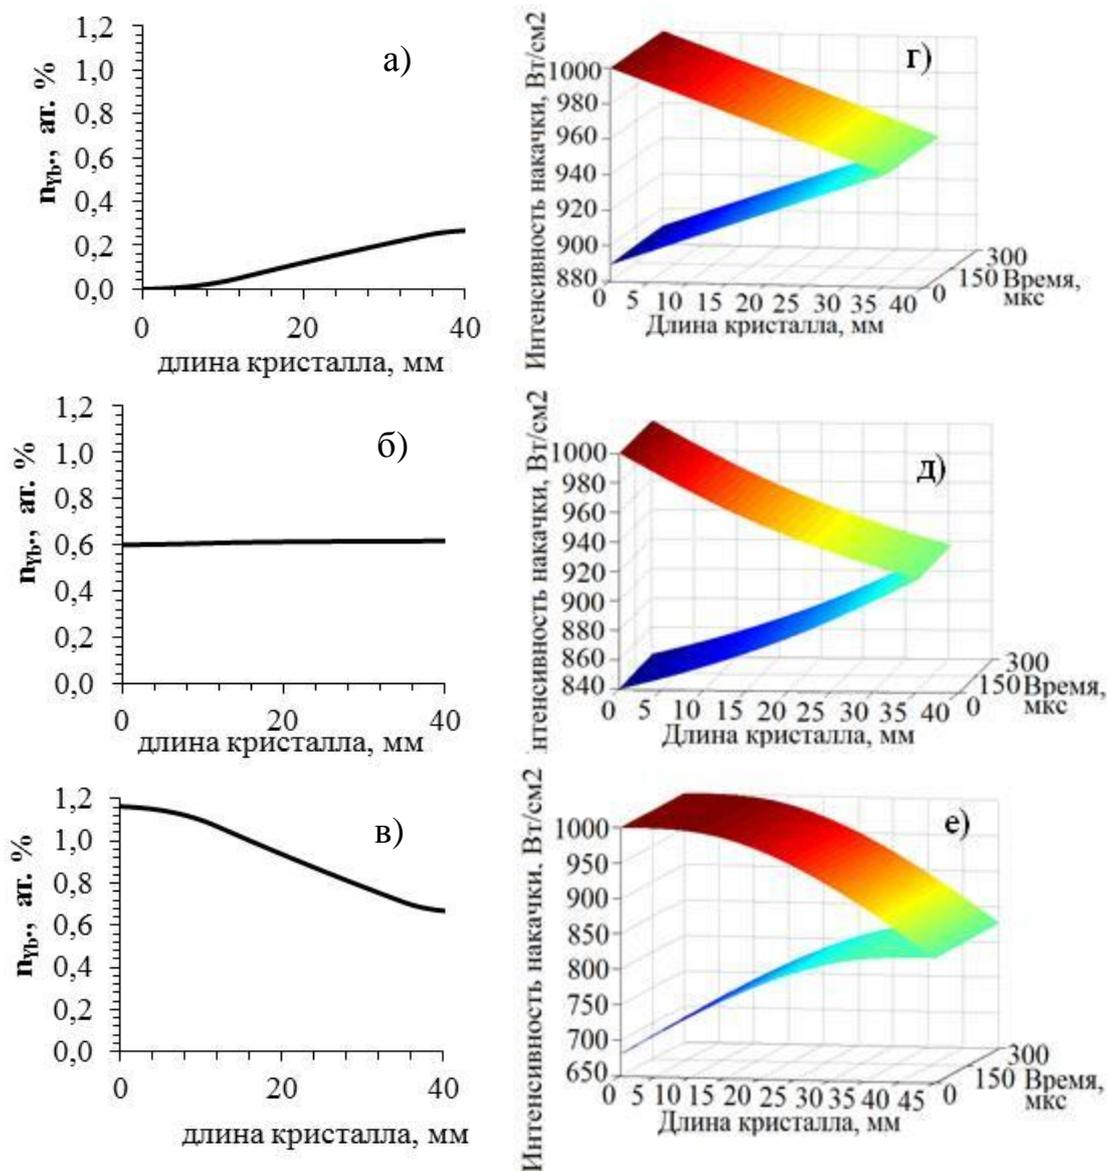 а)
n Yb., ат. %
1,2
1,0
0,8
0,6
0,4
0,2
0,0
0 20 40
длина кристалла, мм
г)
Интенсивность накачки, Вт/см2
1000
980
960
940
920
900
880
0 5 10 15 20 25 30 35 40
Длина кристалла, мм
0 150 300
Время,
мкс
б)
n Yb., ат. %
1,2
1,0
0,8
0,6
0,4
0,2
0,0
0 20 40
длина кристалла, мм
д)
нтенсивность накачки, Вт/см2
1000
980
960
940
920
900
880
860
840
0 5 10 15 20 25 30 35 40
Длина кристалла, мм
0 150 300
Время,
мкс
в)
n Yb., ат. %
1,2
1,0
0,8
0,6
0,4
0,2
0,0
0 20 40
длина кристалла, мм
е)
Интенсивность накачки. Вт/см2
1000
950
900
850
800
750
700
650
0 5 10 15 20 25 30 35 40 45
Длина кристалла, мм
0 150 300
Время,
мкс